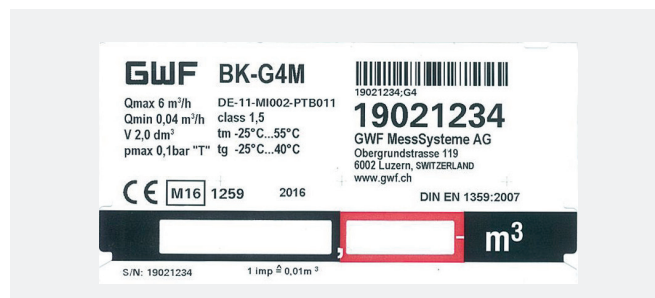 GWF BK-G4M
Qmax 6 m³/h DE-11-MI002-PTB011
Qmin 0,04 m³/h class 1,5
V 2,0 dm³ tm -25°C...55°C
pmax 0,1bar "T" tg -25°C...40°C
CE M16 1259 2016
19021234;G4
19021234
GWF MessSysteme AG
Obergrundstrasse 119
6002 Luzern, SWITZERLAND
www.gwf.ch
DIN EN 1359:2007
, m³
S/N: 19021234 1 imp ≙ 0,01m³